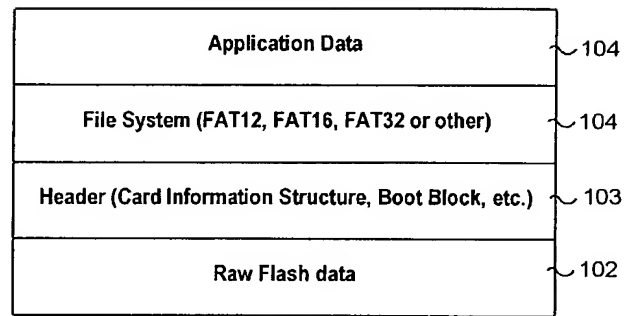 Application Data 104
File System (FAT12, FAT16, FAT32 or other) 104
Header (Card Information Structure, Boot Block, etc.) 103
Raw Flash data 102